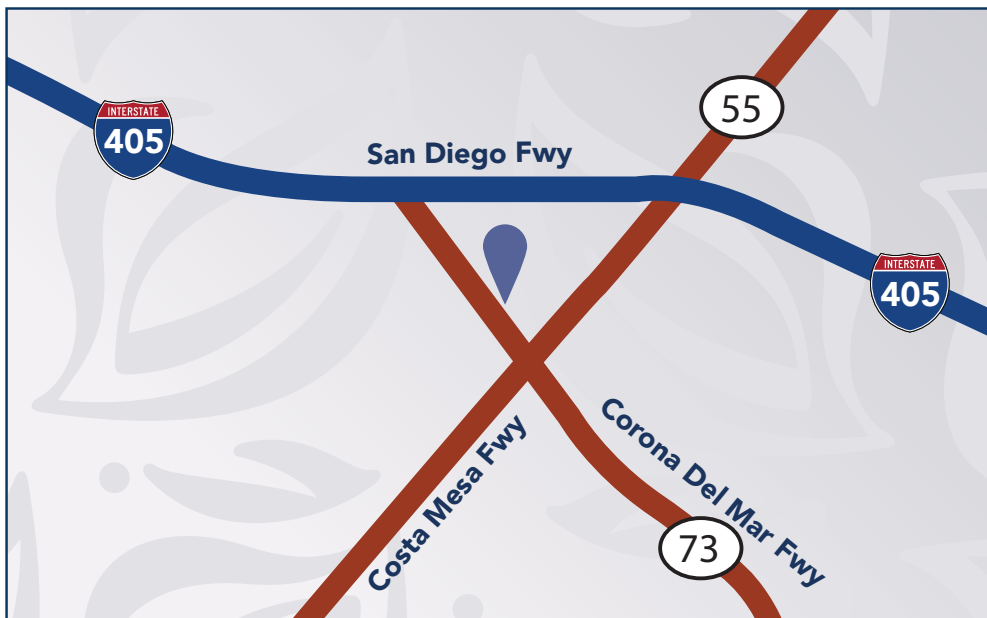 55
INTERSTATE
405
San Diego Fwy
INTERSTATE
405
Costa Mesa Fwy
Corona Del Mar Fwy
73